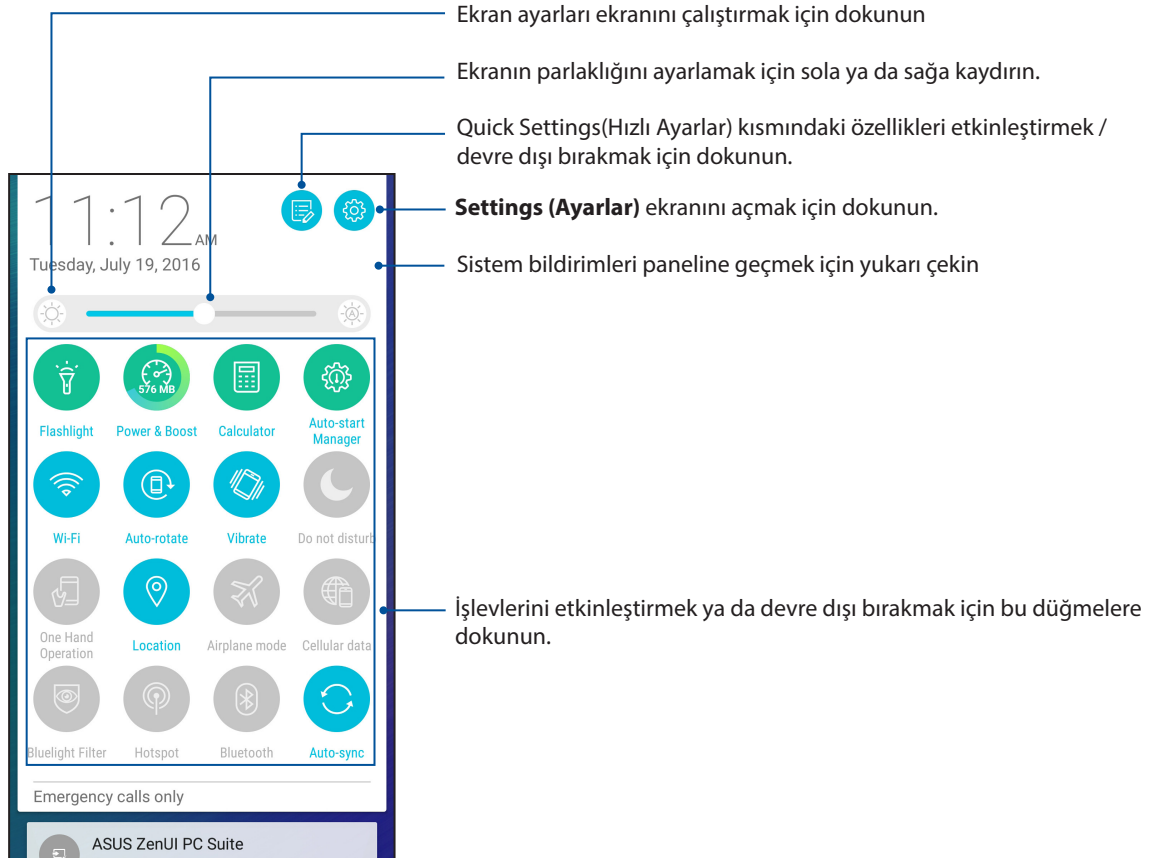 Ekran ayarları ekranını çalıştırmak için dokunun
Ekranın parlaklığını ayarlamak için sola ya da sağa kaydırın.
Quick Settings(Hızlı Ayarlar) kısmındaki özellikleri etkinleştirmek /
devre dışı bırakmak için dokunun.
Settings (Ayarlar) ekranını açmak için dokunun.
Sistem bildirimleri paneline geçmek için yukarı çekin
11:12 AM
Tuesday, July 19, 2016
A
576 MB
Flashlight
Power & Boost
Calculator
Auto-start
Manager
Wi-Fi
Auto-rotate
Vibrate
Do not disturb
One Hand
Operation
Location
Airplane mode
Cellular data
İşlevlerini etkinleştirmek ya da devre dışı bırakmak için bu düğmelere
dokunun.
Bluelight Filter
Hotspot
Bluetooth
Auto-sync
Emergency calls only
ASUS ZenUI PC Suite